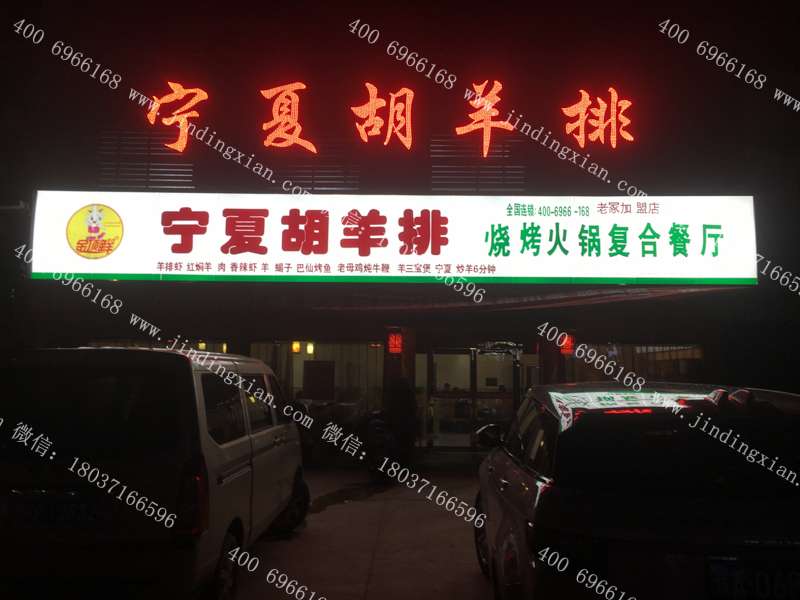 宁夏胡羊排
金顶鲜
宁夏胡羊排
全国连锁:400-6966-168 老冢加 盟店
烧烤火锅复合餐厅
羊排虾 红焖羊 肉 香辣虾 羊 蝎子 巴仙烤鱼 老母鸡炖牛鞭 羊三宝煲 宁夏 炒羊6分钟
400 6966168 www.jindingxian.com 微信：18037166596